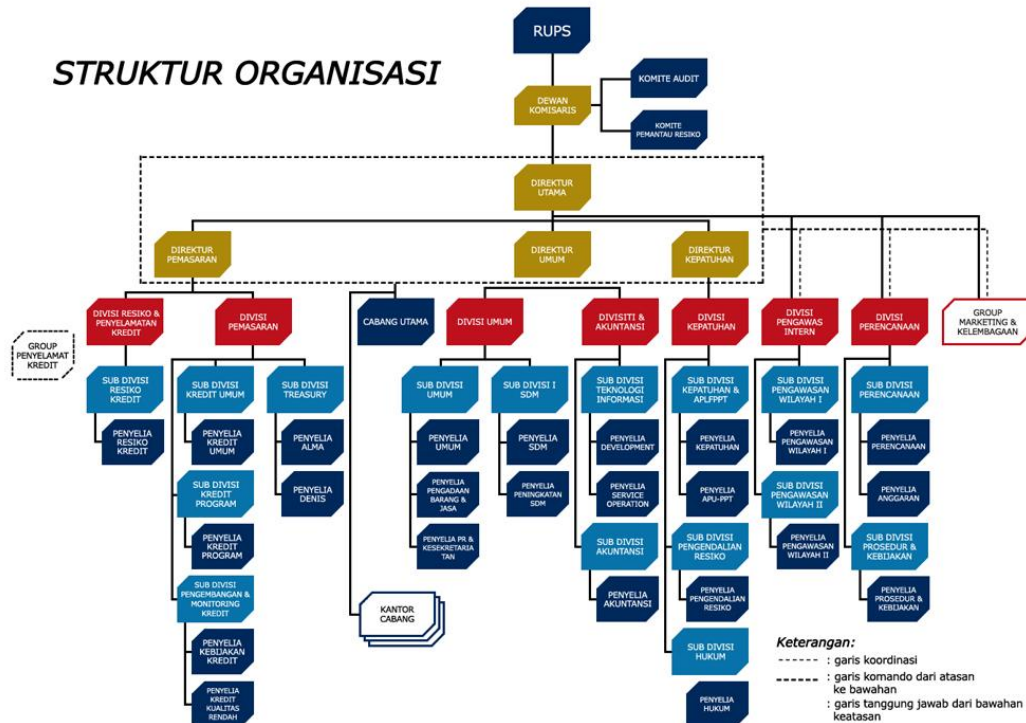 STRUKTUR ORGANISASI
RUPS
DEWAN
KOMISARIS
KOMITE AUDIT
KOMITE
PEMANTAU RESIKO
DIREKTUR
UTAMA
DIREKTUR
PEMASARAN
DIREKTUR
UMUM
DIREKTUR
KEPATUHAN
GROUP
PENYELAMAT
KREDIT
DIVISI RESIKO &
PENYELAMATAN
KREDIT
DIVISI
PEMASARAN
CABANG UTAMA
DIVISI UMUM
DIVISITI &
AKUNTANSI
DIVISI
KEPATUHAN
DIVISI
PENGAWAS
INTERN
DIVISI
PERENCANAAN
GROUP
MARKETING &
KELEMBAGAAN
SUB DIVISI
RESIKO
KREDIT
SUB DIVISI
KREDIT UMUM
SUB DIVISI
TREASURY
SUB DIVISI
UMUM
SUB DIVISI I
SDM
SUB DIVISI
TEKNOLOGI
INFORMASI
SUB DIVISI
KEPATUHAN &
APLFPPT
SUB DIVISI
PENGAWASAN
WILAYAH I
SUB DIVISI
PERENCANAAN
PENYELIA
RESIKO
KREDIT
PENYELIA
KREDIT
UMUM
PENYELIA
ALMA
PENYELIA
UMUM
PENYELIA
SDM
PENYELIA
DEVELOPMENT
PENYELIA
KEPATUHAN
PENYELIA
PENGAWASAN
WILAYAH I
PENYELIA
PERENCANAAN
SUB DIVISI
KREDIT
PROGRAM
PENYELIA
DENIS
PENYELIA
PENGADAAN
BARANG &
JASA
PENYELIA
PENINGKATAN
SDM
PENYELIA
SERVICE
OPERATION
PENYELIA
APU-PPT
SUB DIVISI
PENGAWASAN
WILAYAH II
PENYELIA
ANGGARAN
PENYELIA
KREDIT
PROGRAM
PENYELIA PR &
KESEKRETARIA
TAN
SUB DIVISI
AKUNTANSI
SUB DIVISI
PENGENDALIAN
RESIKO
PENYELIA
PENGAWASAN
WILAYAH II
SUB DIVISI
PROSEDUR &
KEBIJAKAN
SUB DIVISI
PENGEMBANGAN &
MONITORING
KREDIT
KANTOR
CABANG
PENYELIA
AKUNTANSI
PENYELIA
PENGENDALIAN
RESIKO
PENYELIA
PROSEDUR &
KEBIJAKAN
PENYELIA
KEBIJAKAN
KREDIT
SUB DIVISI
HUKUM
PENYELIA
KREDIT
KUALITAS
RENDAH
PENYELIA
HUKUM
Keterangan:
: garis koordinasi
: garis komando dari atasan
ke bawahan
: garis tanggung jawab dari bawahan
keatasan